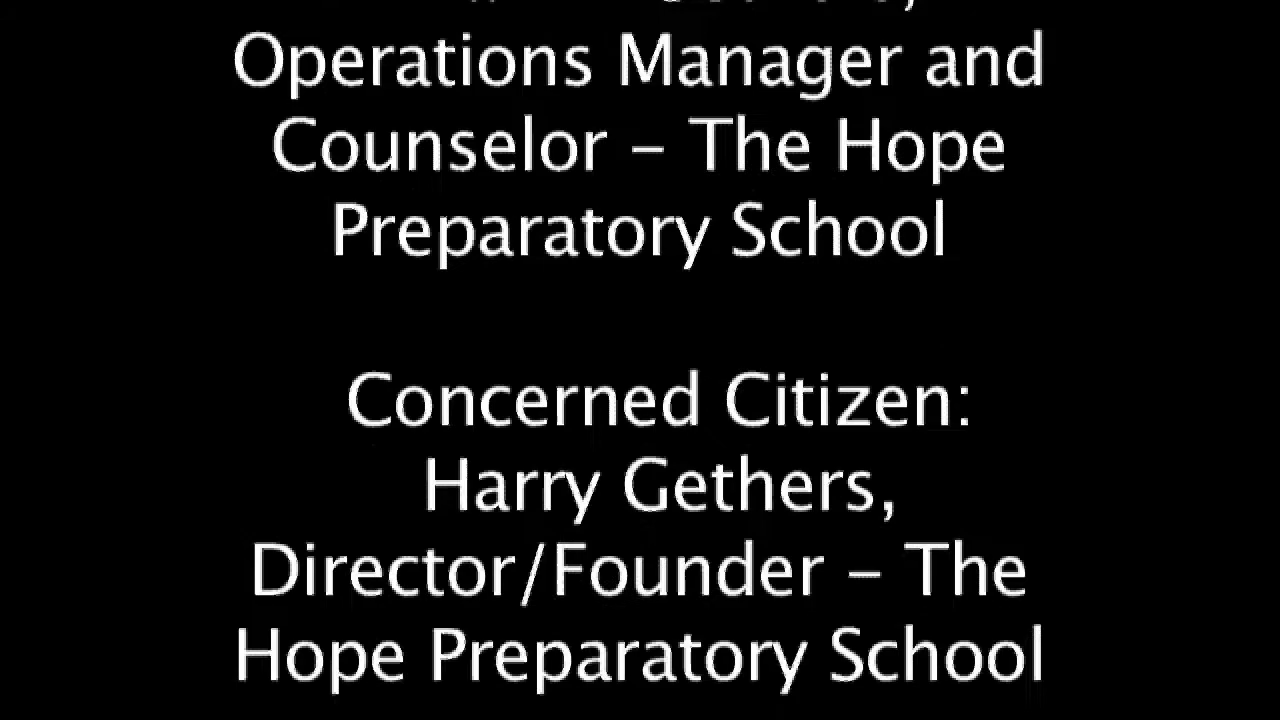 Operations Manager and
Counselor – The Hope
Preparatory School
Concerned Citizen:
Harry Gethers,
Director/Founder – The
Hope Preparatory School